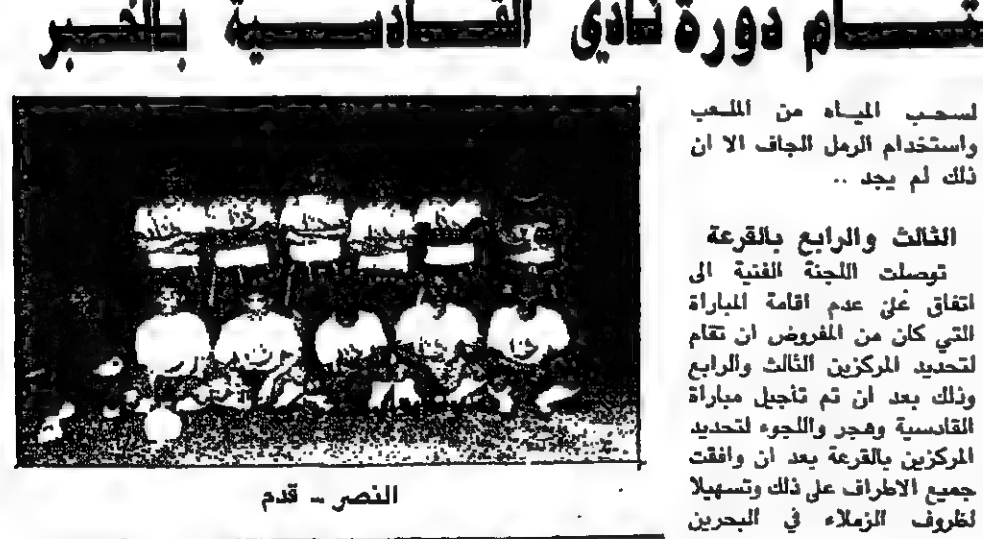 ـتـــام دورة نادى القـــادســـية بالخبر
لسحب المياه من الملعب
واستخدام الرمل الجاف الا ان
ذلك لم يجد ..
الثالث والرابع بالقرعة
توصلت اللجنة الفنية الى
اتفاق على عدم اقامة المباراة
التي كان من المفروض ان تقام
لتحديد المركزين الثالث والرابع
وذلك بعد ان تم تأجيل مباراة
القادسية وهجر واللجوء لتحديد
المركزين بالقرعة بعد ان وافقت
جميع الاطراف على ذلك وتسهيلا
لظروف الزملاء في البحرين
النصر - قدم